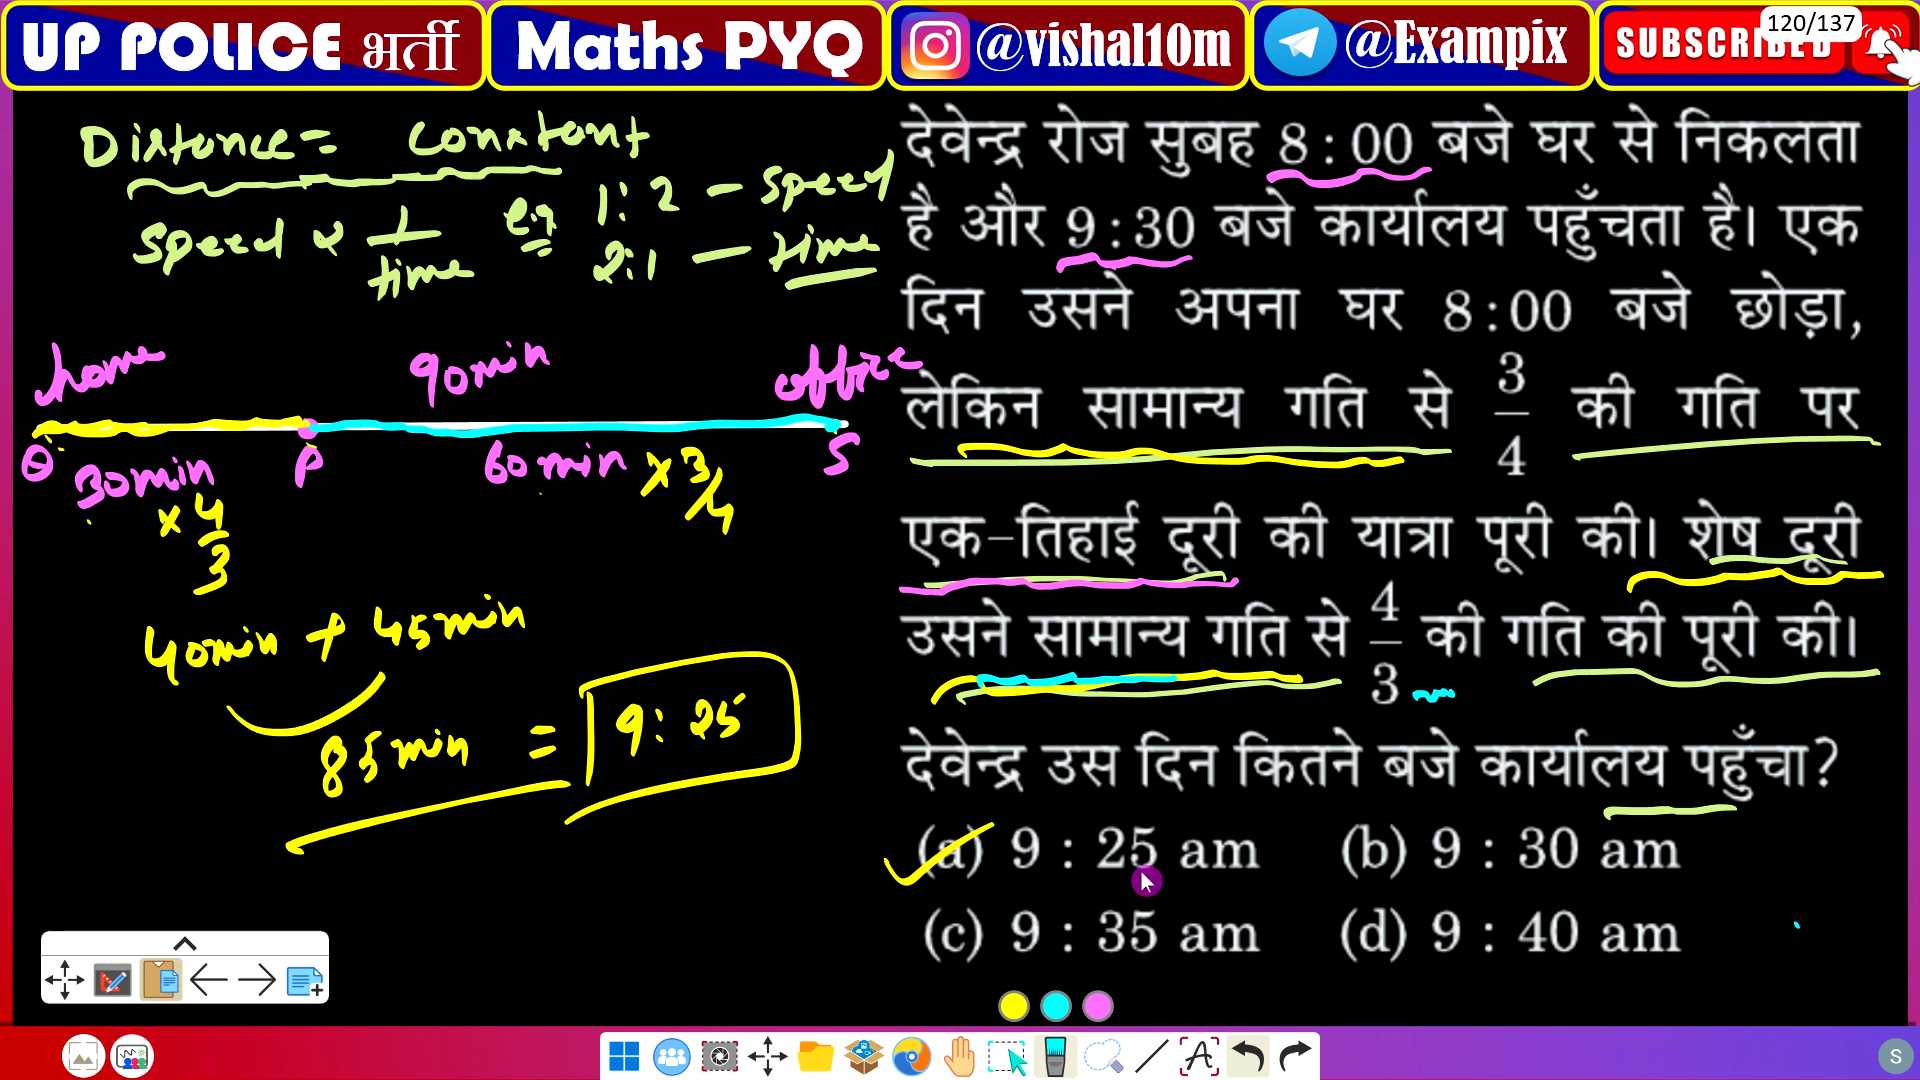 UP POLICE भर्ती
Maths PYQ
@vishal10m
@Exampix
SUBSCRIBED
120/137
Distance = constant
speed ∝ 1/time
e.g. 1:2 - speed
2:1 - time
home 90min office
30min P 60min × 3/4 S
× 4/3
40min + 45min
85min = 9:25
देवेन्द्र रोज सुबह 8 : 00 बजे घर से निकलता
है और 9 : 30 बजे कार्यालय पहुँचता है। एक
दिन उसने अपना घर 8 : 00 बजे छोड़ा,
लेकिन सामान्य गति से 3/4 की गति पर
एक-तिहाई दूरी की यात्रा पूरी की। शेष दूरी
उसने सामान्य गति से 4/3 की गति की पूरी की।
देवेन्द्र उस दिन कितने बजे कार्यालय पहुँचा?
(a) 9 : 25 am (b) 9 : 30 am
(c) 9 : 35 am (d) 9 : 40 am
S